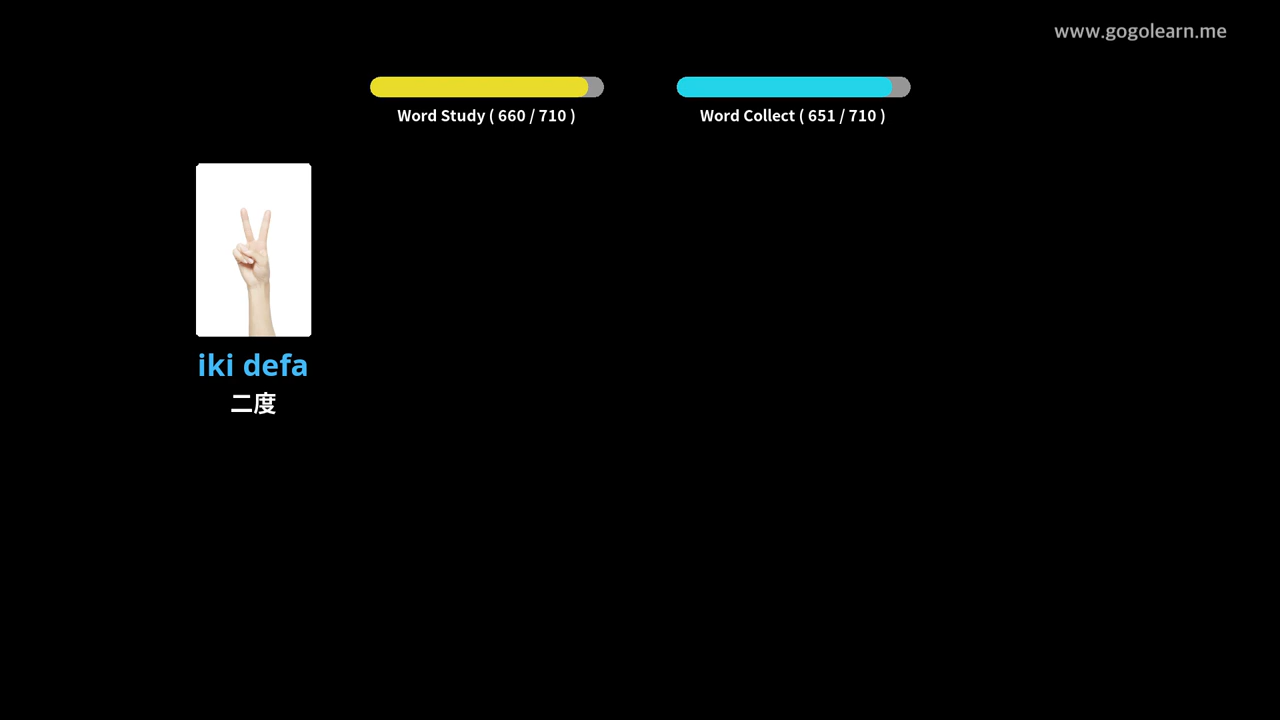 www.gogolearn.me
Word Study ( 660 / 710 )
Word Collect ( 651 / 710 )
iki defa
二度